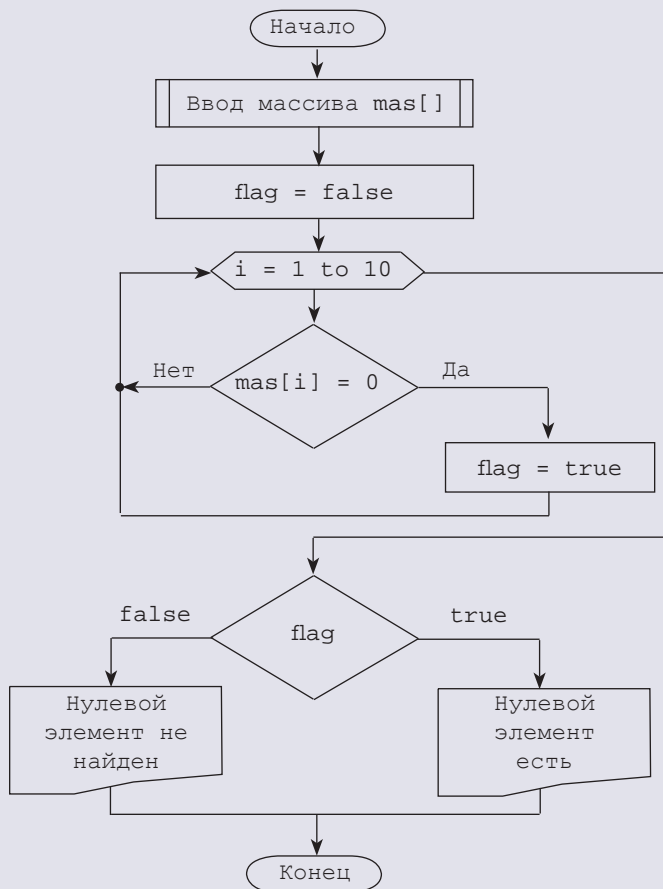 Начало
Ввод массива mas[]
flag = false
i = 1 to 10
Нет
mas[i] = 0
Да
flag = true
false
flag
true
Нулевой
элемент не
найден
Нулевой
элемент
есть
Конец